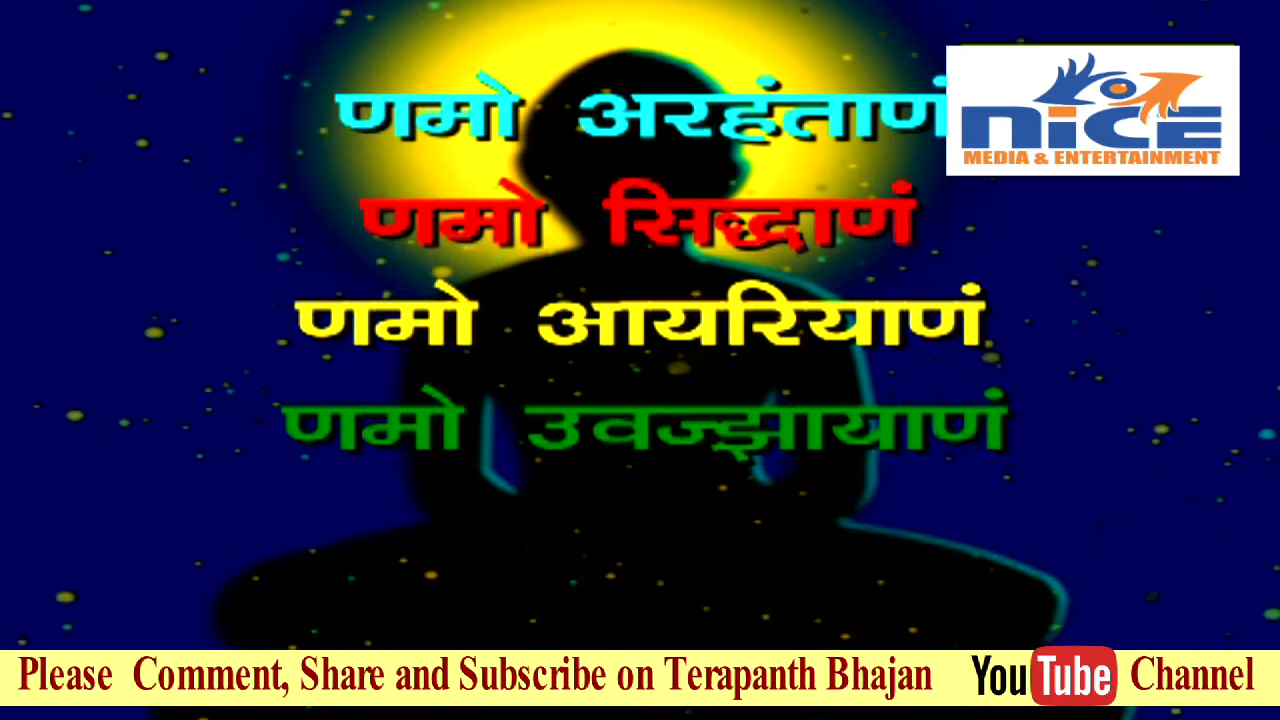 णमो अरहंताणं
NiCE
MEDIA & ENTERTAINMENT
णमो सिद्धाणं
णमो आयरियाणं
णमो उवज्झायाणं
Please Comment, Share and Subscribe on Terapanth Bhajan YouTube Channel